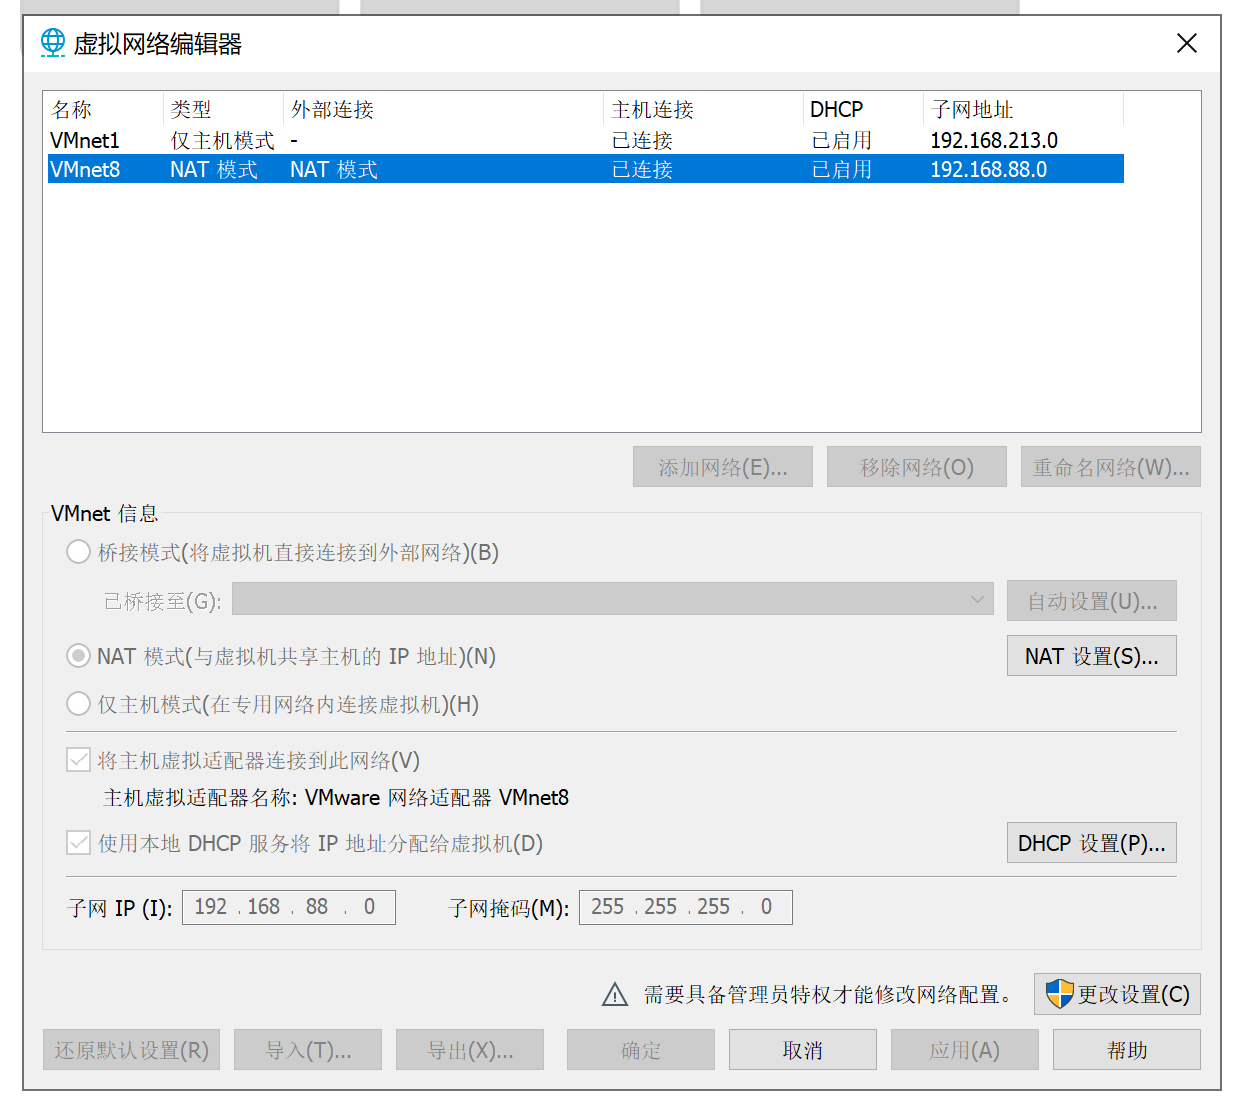 虚拟网络编辑器
名称 类型 外部连接 主机连接 DHCP 子网地址
VMnet1 仅主机模式 - 已连接 已启用 192.168.213.0
VMnet8 NAT 模式 NAT 模式 已连接 已启用 192.168.88.0
添加网络(E)... 移除网络(O) 重命名网络(W)...
VMnet 信息
桥接模式(将虚拟机直接连接到外部网络)(B)
已桥接至(G): 自动设置(U)...
NAT 模式(与虚拟机共享主机的 IP 地址)(N) NAT 设置(S)...
仅主机模式(在专用网络内连接虚拟机)(H)
将主机虚拟适配器连接到此网络(V)
主机虚拟适配器名称: VMware 网络适配器 VMnet8
使用本地 DHCP 服务将 IP 地址分配给虚拟机(D) DHCP 设置(P)...
子网 IP (I): 192 . 168 . 88 . 0 子网掩码(M): 255 . 255 . 255 . 0
需要具备管理员特权才能修改网络配置。 更改设置(C)
还原默认设置(R) 导入(T)... 导出(X)... 确定 取消 应用(A) 帮助